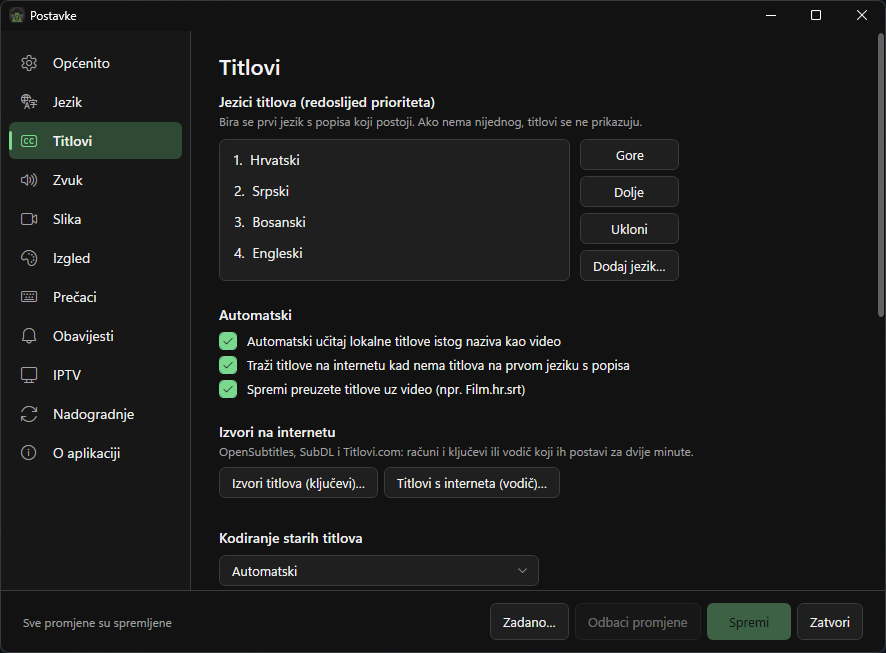 Postavke
Općenito
Jezik
CC Titlovi
Zvuk
Slika
Izgled
Prečaci
Obavijesti
IPTV
Nadogradnje
O aplikaciji
Titlovi
Jezici titlova (redoslijed prioriteta)
Bira se prvi jezik s popisa koji postoji. Ako nema nijednog, titlovi se ne prikazuju.
1. Hrvatski
2. Srpski
3. Bosanski
4. Engleski
Gore
Dolje
Ukloni
Dodaj jezik...
Automatski
Automatski učitaj lokalne titlove istog naziva kao video
Traži titlove na internetu kad nema titlova na prvom jeziku s popisa
Spremi preuzete titlove uz video (npr. Film.hr.srt)
Izvori na internetu
OpenSubtitles, SubDL i Titlovi.com: računi i ključevi ili vodič koji ih postavi za dvije minute.
Izvori titlova (ključevi)... Titlovi s interneta (vodič)...
Kodiranje starih titlova
Automatski
Sve promjene su spremljene
Zadano... Odbaci promjene Spremi Zatvori